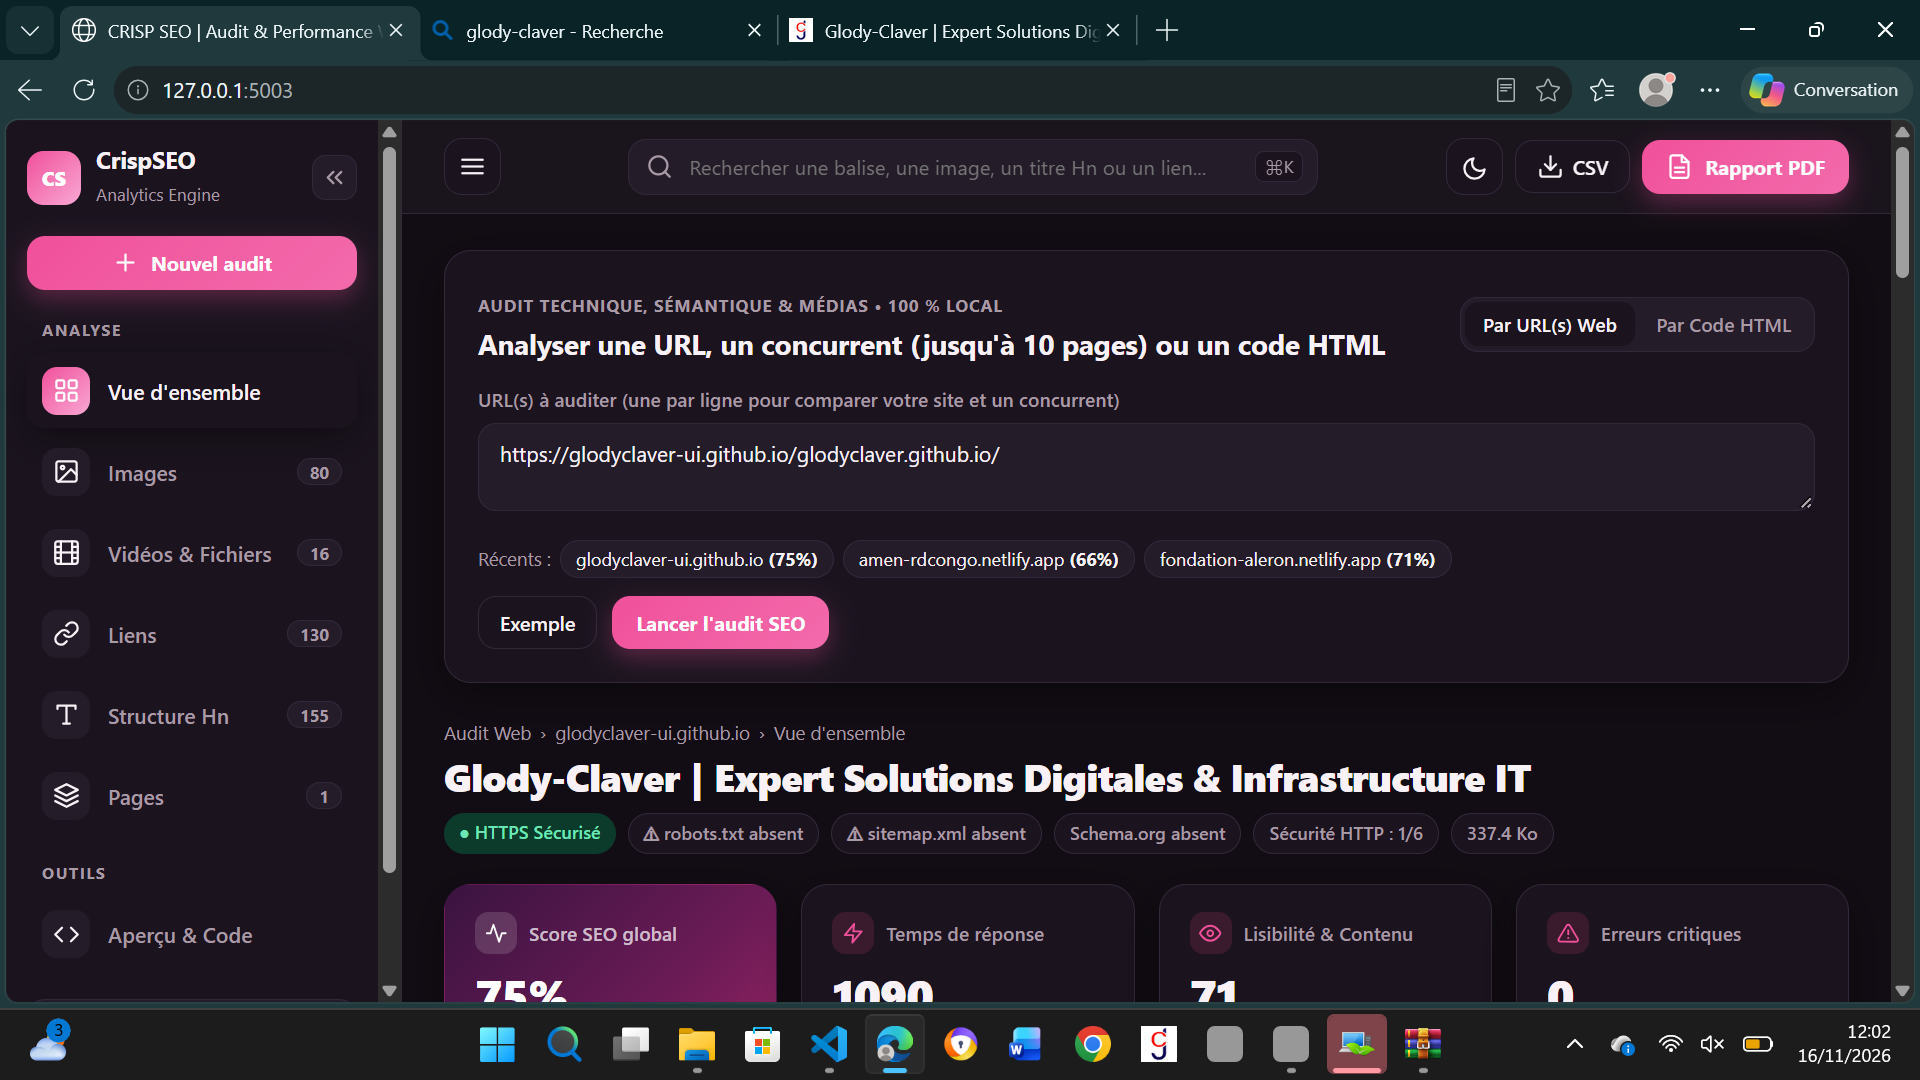 CRISP SEO | Audit & Performance
glody-claver - Recherche
Glody-Claver | Expert Solutions Dig
127.0.0.1:5003
Conversation
CS
CrispSEO
Analytics Engine
Nouvel audit
ANALYSE
Vue d'ensemble
Images 80
Vidéos & Fichiers 16
Liens 130
Structure Hn 155
Pages 1
OUTILS
Aperçu & Code
Rechercher une balise, une image, un titre Hn ou un lien... ⌘K
CSV
Rapport PDF
AUDIT TECHNIQUE, SÉMANTIQUE & MÉDIAS • 100 % LOCAL
Analyser une URL, un concurrent (jusqu'à 10 pages) ou un code HTML
Par URL(s) Web
Par Code HTML
URL(s) à auditer (une par ligne pour comparer votre site et un concurrent)
https://glodyclaver-ui.github.io/glodyclaver.github.io/
Récents : glodyclaver-ui.github.io (75%) amen-rdcongo.netlify.app (66%) fondation-aleron.netlify.app (71%)
Exemple
Lancer l'audit SEO
Audit Web › glodyclaver-ui.github.io › Vue d'ensemble
Glody-Claver | Expert Solutions Digitales & Infrastructure IT
● HTTPS Sécurisé ⚠ robots.txt absent ⚠ sitemap.xml absent Schema.org absent Sécurité HTTP : 1/6 337.4 Ko
Score SEO global
75%
Temps de réponse
1090
Lisibilité & Contenu
71
Erreurs critiques
0
3
12:02
16/11/2026